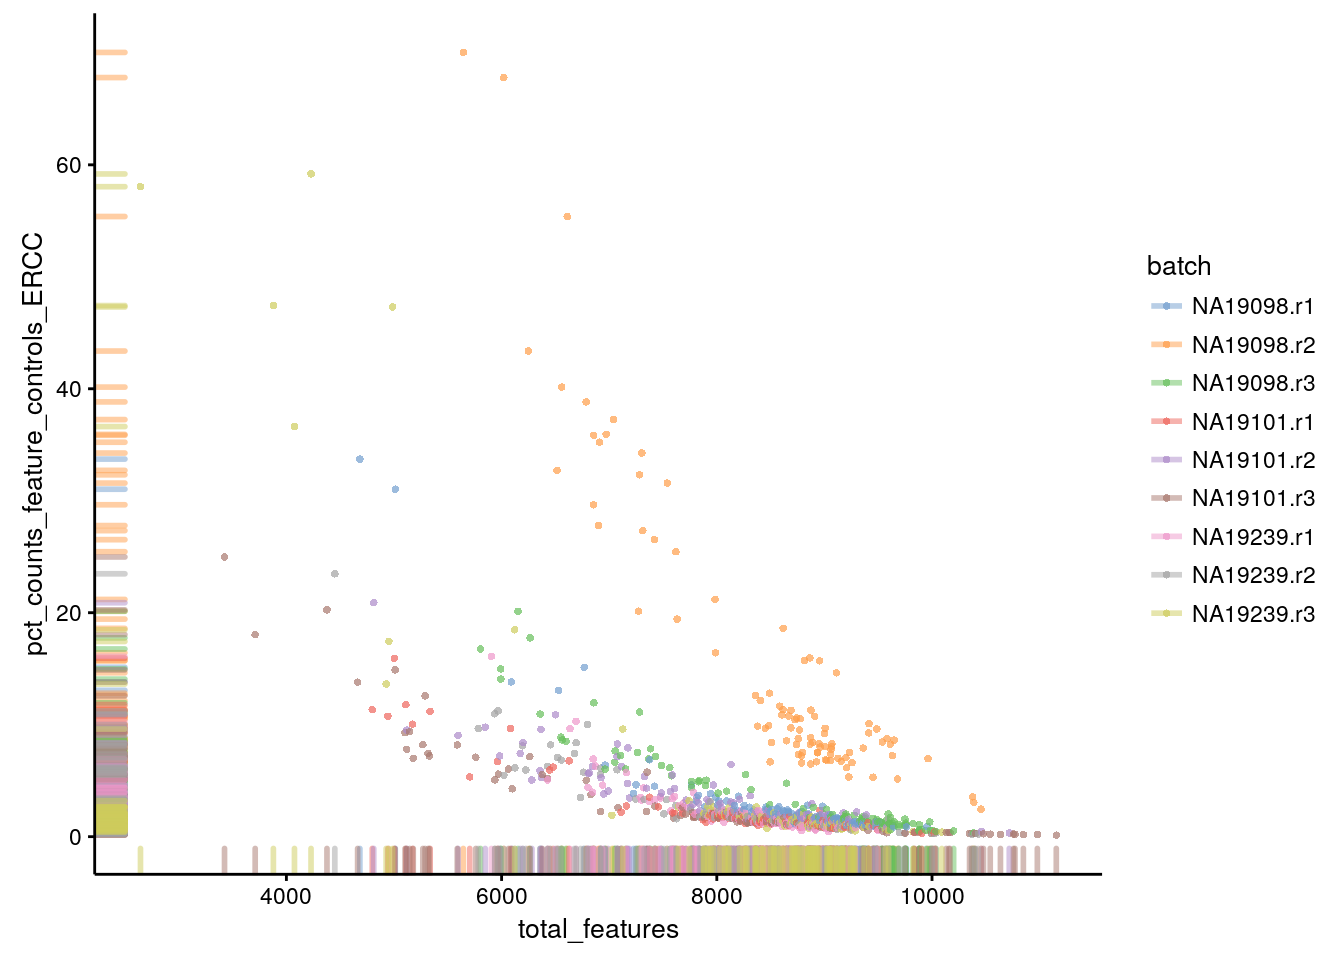 pct_counts_feature_controls_ERCC
60
40
20
0
4000 6000 8000 10000
total_features
batch
NA19098.r1
NA19098.r2
NA19098.r3
NA19101.r1
NA19101.r2
NA19101.r3
NA19239.r1
NA19239.r2
NA19239.r3